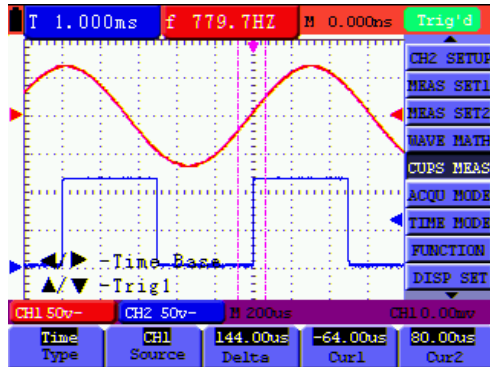 T 1.000ms f 779.7HZ M 0.000ns Trig'd
CH2 SETUP
MEAS SET1
MEAS SET2
WAVE MATH
CURS MEAS
ACQU MODE
TIME MODE
FUNCTION
DISP SET
◀/▶ -Time Base
▲/▼ -Trig1
CH1 50v- CH2 50v- M 200us CH1 0.00mv
Time CH1 144.00us -64.00us 80.00us
Type Source Delta Cur1 Cur2